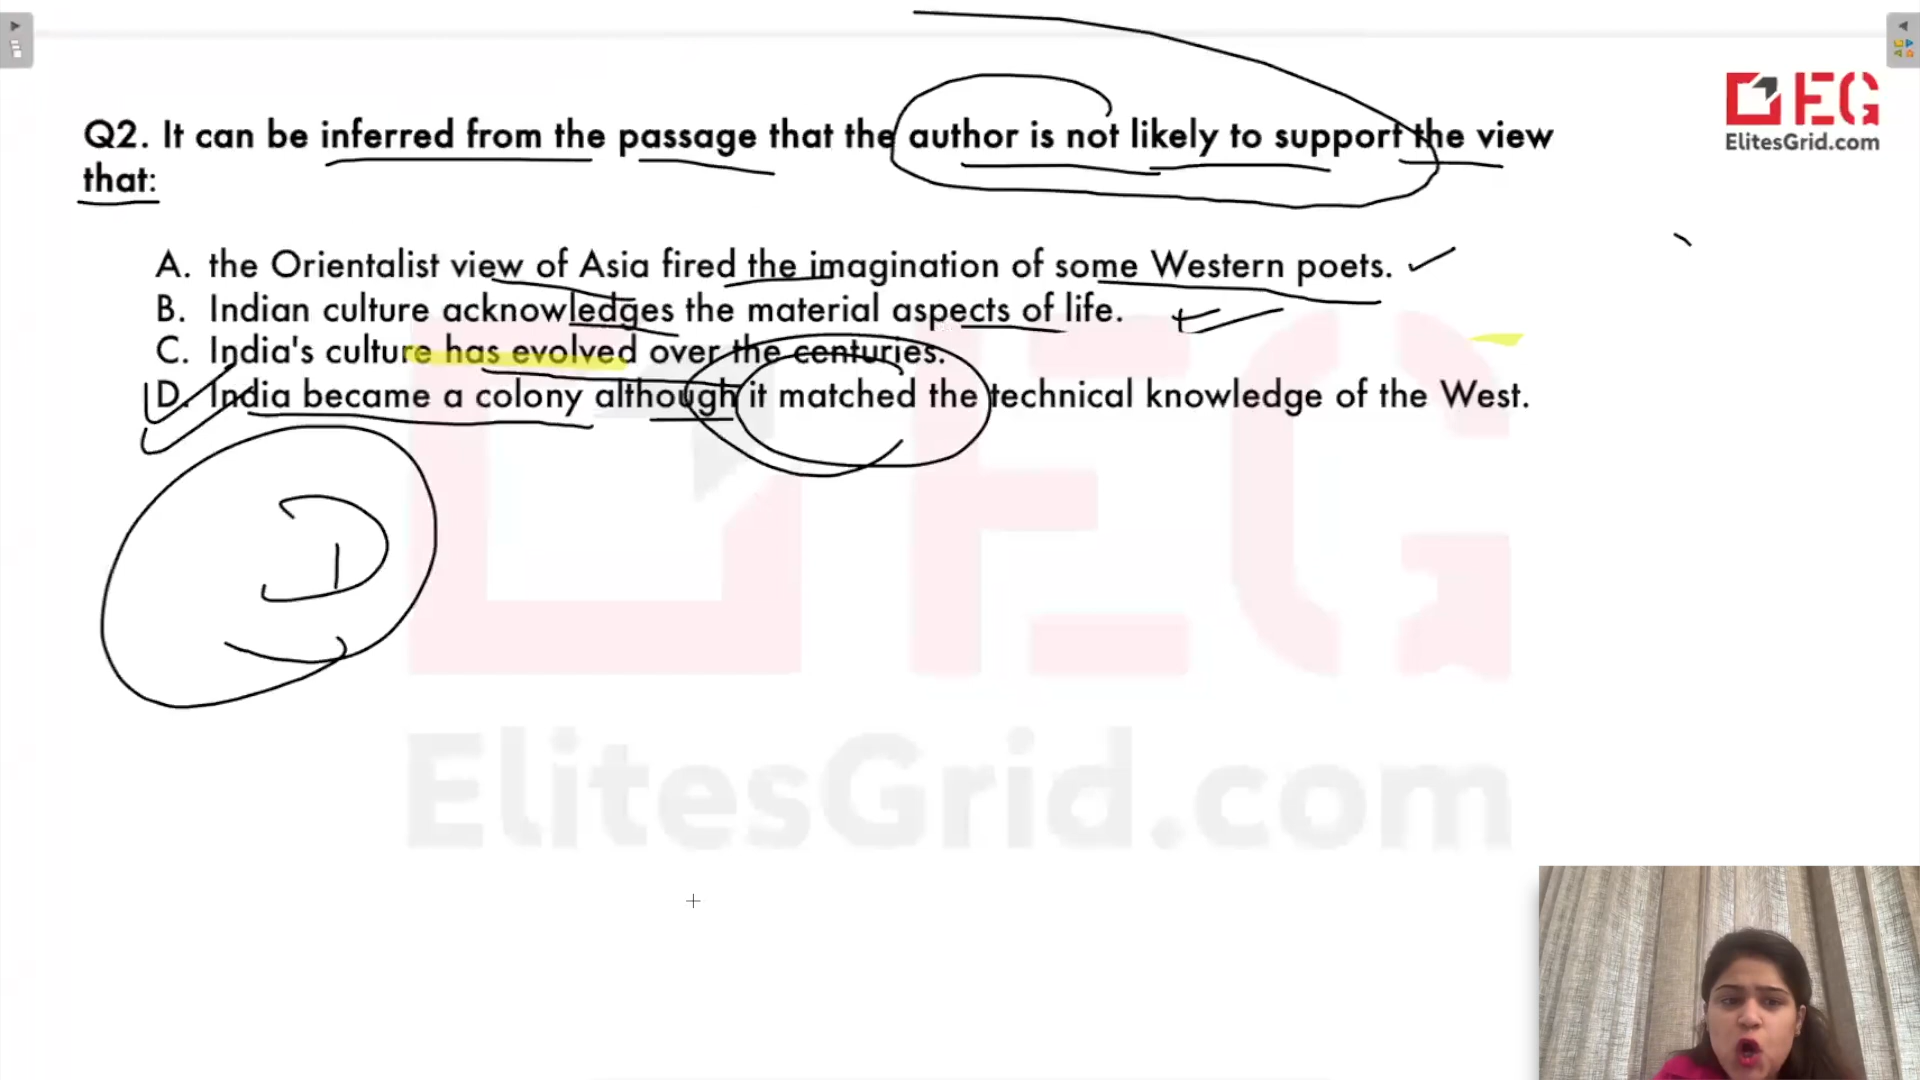 EG
ElitesGrid.com
Q2. It can be inferred from the passage that the author is not likely to support the view
that:
A. the Orientalist view of Asia fired the imagination of some Western poets.
B. Indian culture acknowledges the material aspects of life.
C. India's culture has evolved over the centuries.
D. India became a colony although it matched the technical knowledge of the West.
D
EG
ElitesGrid.com